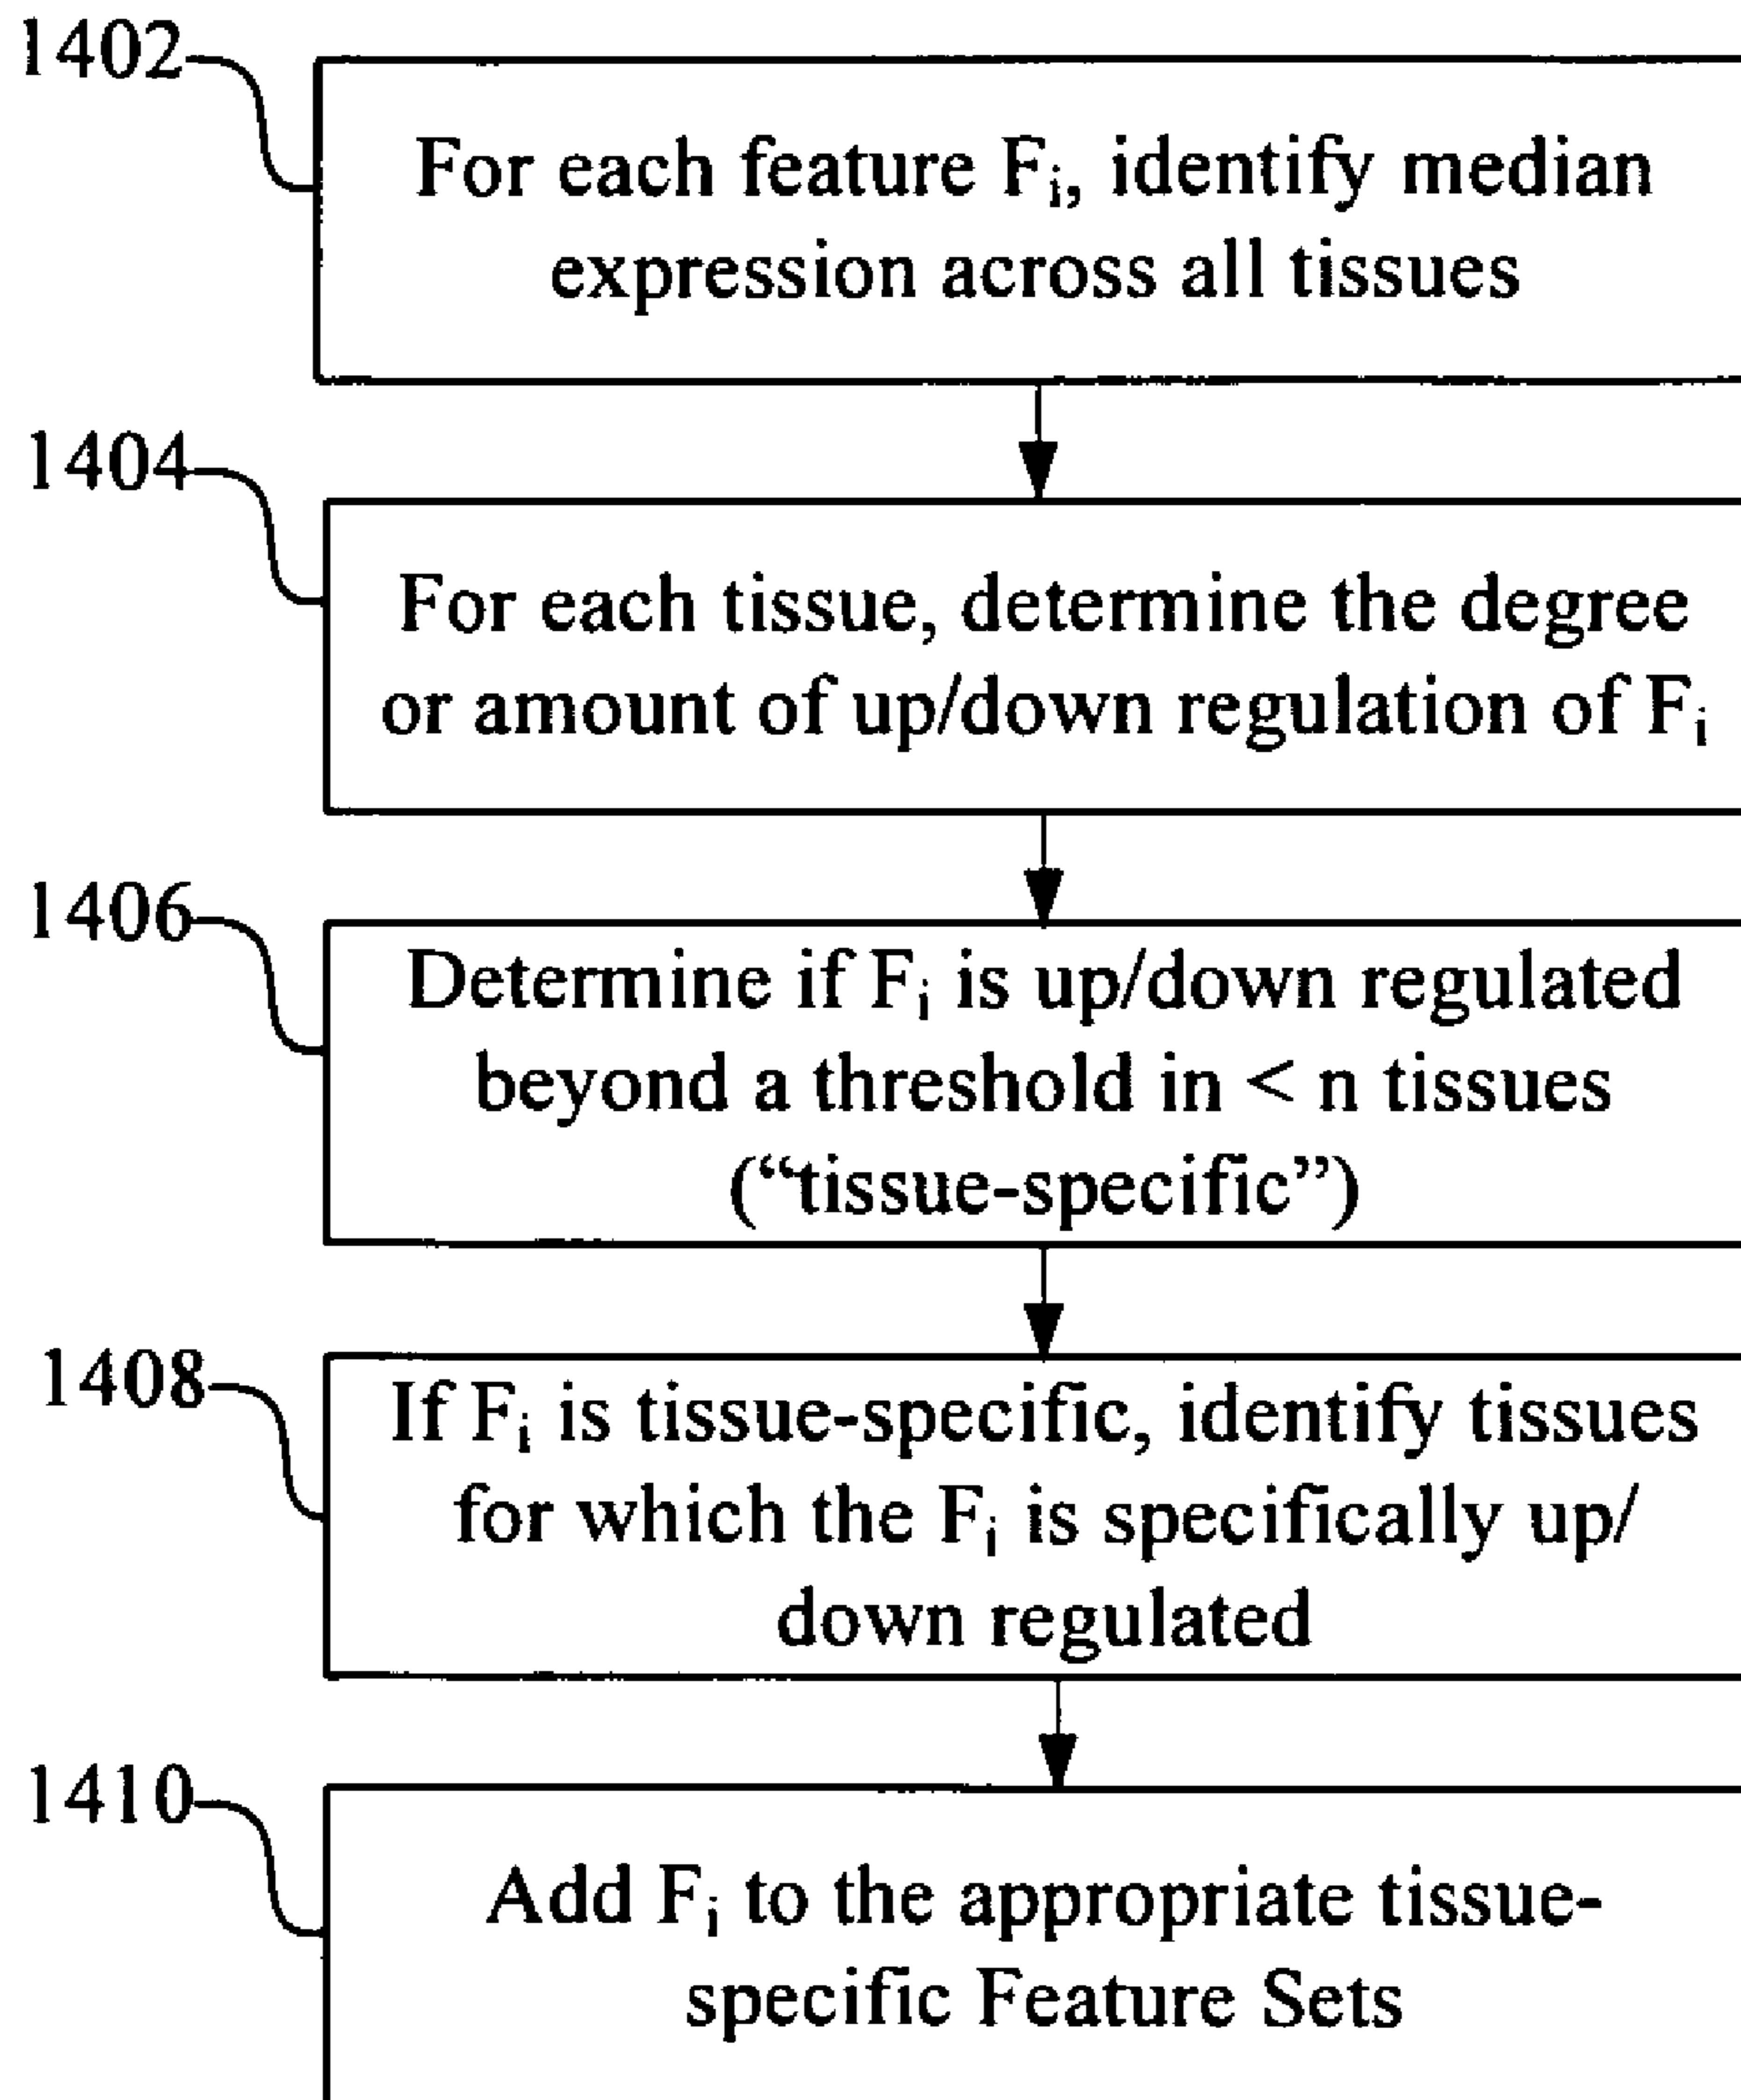 1402
For each feature Fi, identify median
expression across all tissues
1404
For each tissue, determine the degree
or amount of up/down regulation of Fi
1406
Determine if Fi is up/down regulated
beyond a threshold in < n tissues
(“tissue-specific”)
1408
If Fi is tissue-specific, identify tissues
for which the Fi is specifically up/
down regulated
1410
Add Fi to the appropriate tissue-
specific Feature Sets